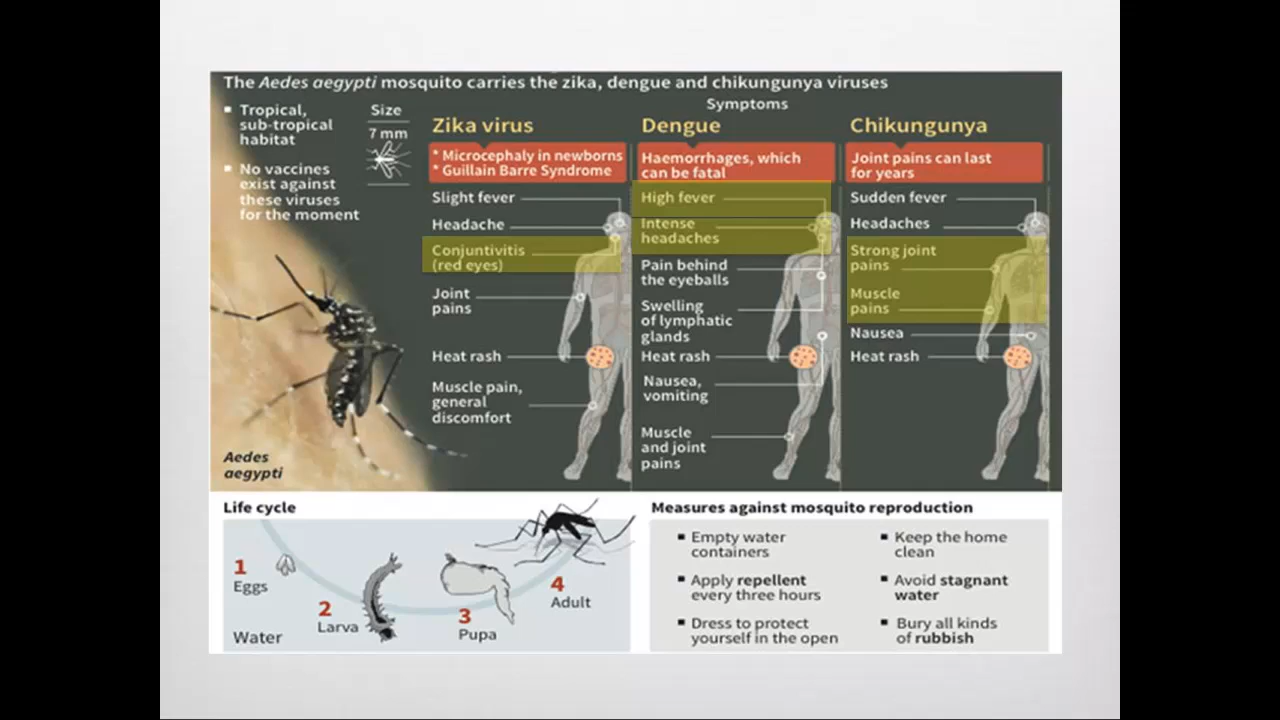 The Aedes aegypti mosquito carries the zika, dengue and chikungunya viruses
▪ Tropical,
sub-tropical
habitat
▪ No vaccines
exist against
these viruses
for the moment
Size
7 mm
Aedes
aegypti
Symptoms
Zika virus
* Microcephaly in newborns
* Guillain Barre Syndrome
Slight fever
Headache
Conjuntivitis
(red eyes)
Joint
pains
Heat rash
Muscle pain,
general
discomfort
Dengue
Haemorrhages, which
can be fatal
High fever
Intense
headaches
Pain behind
the eyeballs
Swelling
of lymphatic
glands
Heat rash
Nausea,
vomiting
Muscle
and joint
pains
Chikungunya
Joint pains can last
for years
Sudden fever
Headaches
Strong joint
pains
Muscle
pains
Nausea
Heat rash
Life cycle
1
Eggs
2
Larva
3
Pupa
4
Adult
Water
Measures against mosquito reproduction
▪ Empty water
containers
▪ Apply repellent
every three hours
▪ Dress to protect
yourself in the open
▪ Keep the home
clean
▪ Avoid stagnant
water
▪ Bury all kinds
of rubbish